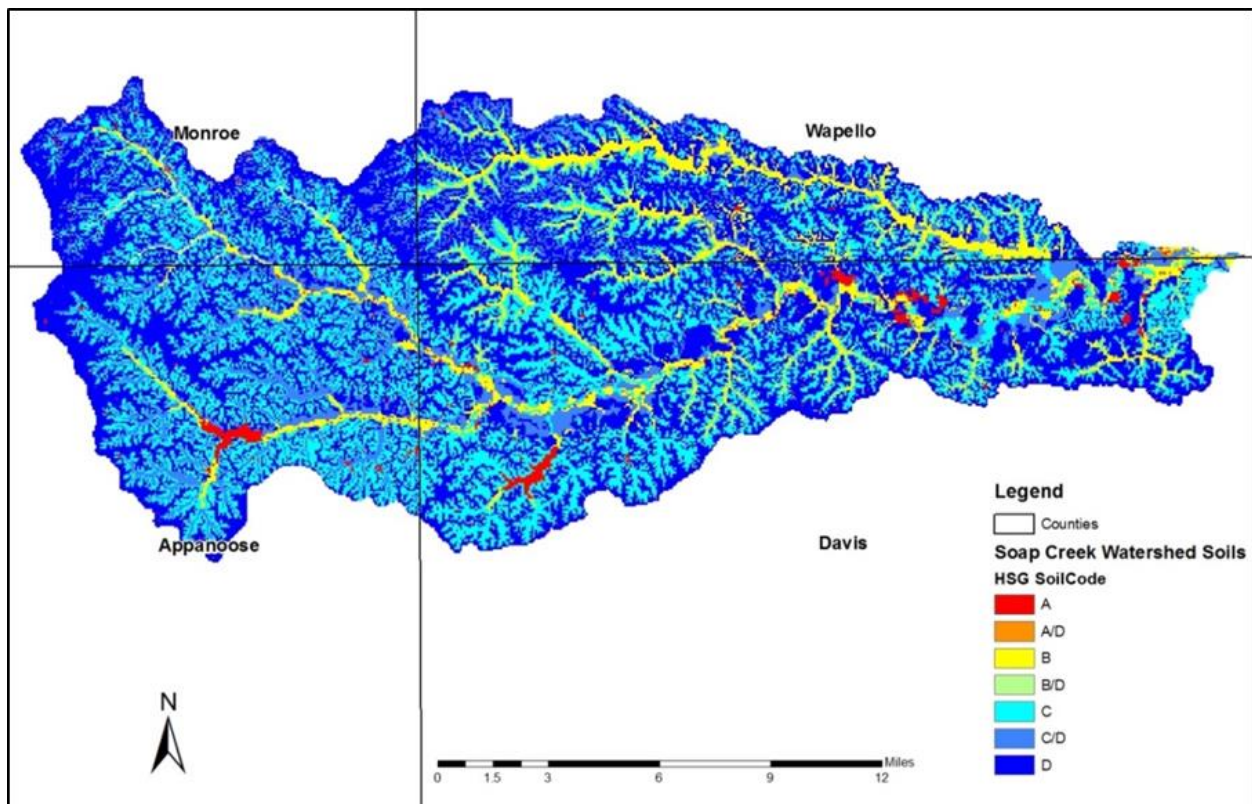 Monroe
Wapello
Appanoose
Davis
Legend
Counties
Soap Creek Watershed Soils
HSG SoilCode
A
A/D
B
B/D
C
C/D
D
N
Miles
0 1.5 3 6 9 12